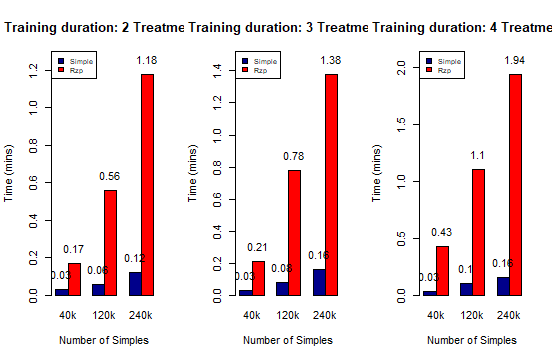 Training duration: 2 Treatme
Training duration: 3 Treatme
Training duration: 4 Treatme
Time (mins)
0.0
0.2
0.4
0.6
0.8
1.0
1.2
Simple
Rzp
0.03
0.17
0.06
0.56
0.12
1.18
40k
120k
240k
Number of Simples
Time (mins)
0.0
0.2
0.4
0.6
0.8
1.0
1.2
1.4
Simple
Rzp
0.03
0.21
0.08
0.78
0.16
1.38
40k
120k
240k
Number of Simples
Time (mins)
0.0
0.5
1.0
1.5
2.0
Simple
Rzp
0.03
0.43
0.1
1.1
0.16
1.94
40k
120k
240k
Number of Simples